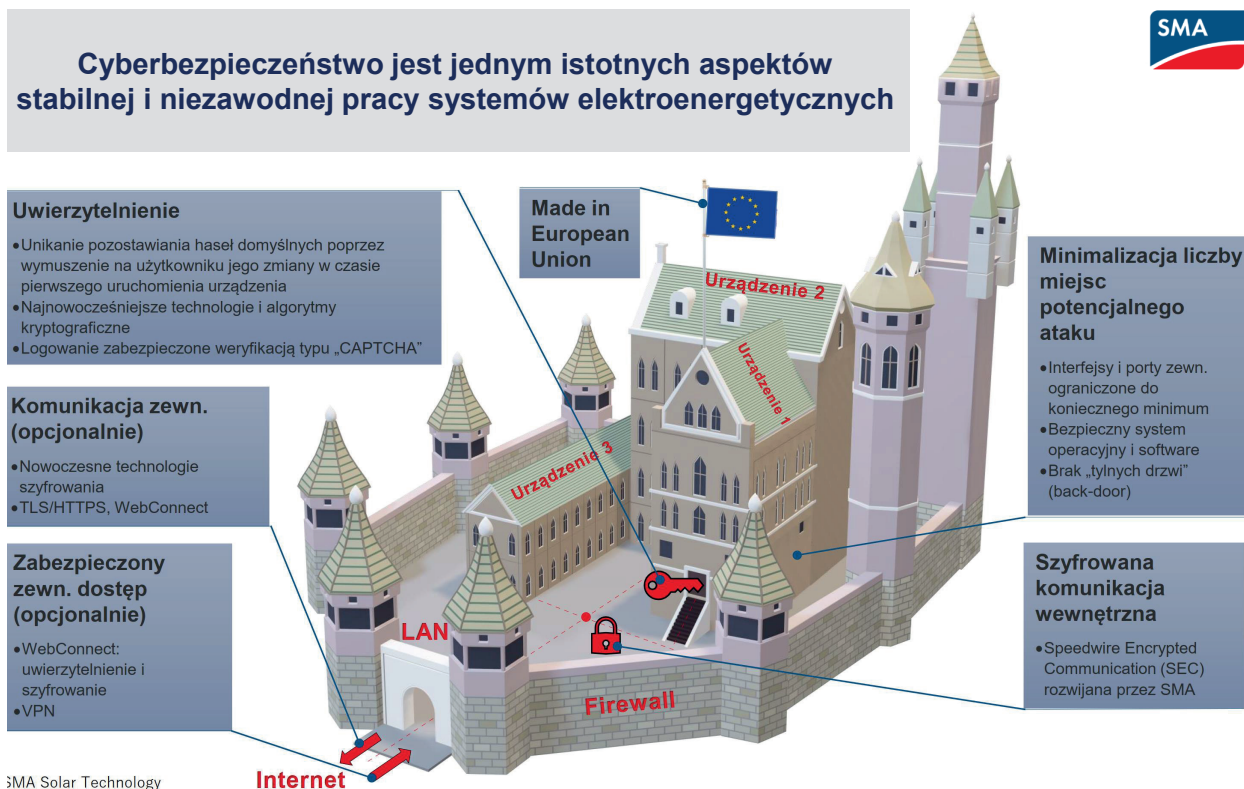 Cyberbezpieczeństwo jest jednym istotnych aspektów
stabilnej i niezawodnej pracy systemów elektroenergetycznych
SMA
Uwierzytelnienie
•Unikanie pozostawiania haseł domyślnych poprzez
wymuszenie na użytkowniku jego zmiany w czasie
pierwszego uruchomienia urządzenia
•Najnowocześniejsze technologie i algorytmy
kryptograficzne
•Logowanie zabezpieczone weryfikacją typu „CAPTCHA”
Made in
European
Union
Komunikacja zewn.
(opcjonalnie)
•Nowoczesne technologie
szyfrowania
•TLS/HTTPS, WebConnect
Zabezpieczony
zewn. dostęp
(opcjonalnie)
•WebConnect:
uwierzytelnienie i
szyfrowanie
•VPN
Urządzenie 2
Urządzenie 1
Urządzenie 3
LAN
Firewall
Internet
Minimalizacja liczby
miejsc
potencjalnego
ataku
•Interfejsy i porty zewn.
ograniczone do
koniecznego minimum
•Bezpieczny system
operacyjny i software
•Brak „tylnych drzwi”
(back-door)
Szyfrowana
komunikacja
wewnętrzna
•Speedwire Encrypted
Communication (SEC)
rozwijana przez SMA
SMA Solar Technology